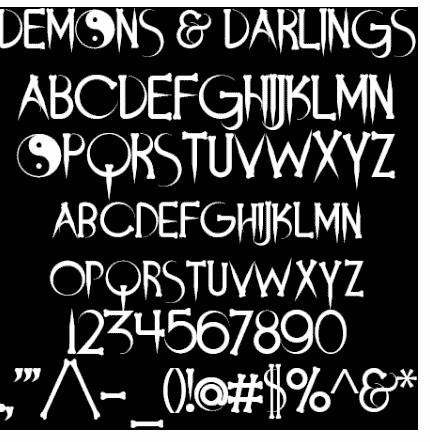 DEMONS & DARLINGS
ABCDEFGHIJKLMN
OPQRSTUVWXYZ
ABCDEFGHIJKLMN
OPQRSTUVWXYZ
1234567890
.,'"/\-_()!@#$%^&*